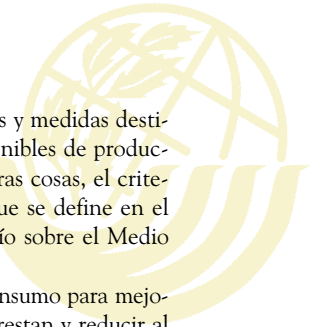 s y medidas desti-
nibles de produc-
ras cosas, el crite-
ue se define en el
ío sobre el Medio
nsumo para mejo-
restan y reducir al